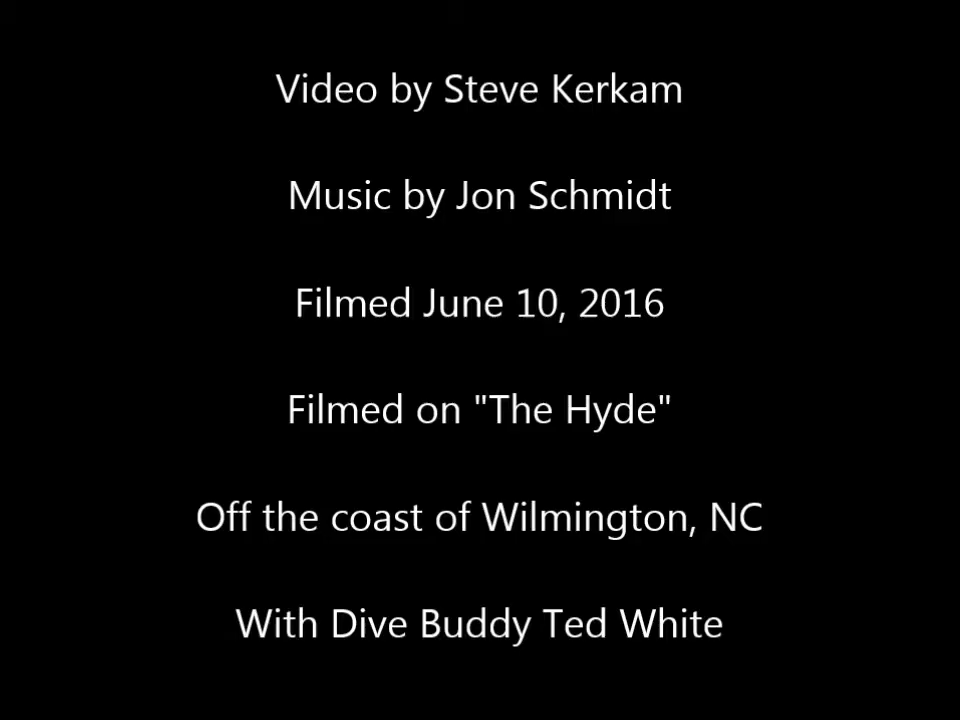 Video by Steve Kerkam
Music by Jon Schmidt
Filmed June 10, 2016
Filmed on "The Hyde"
Off the coast of Wilmington, NC
With Dive Buddy Ted White